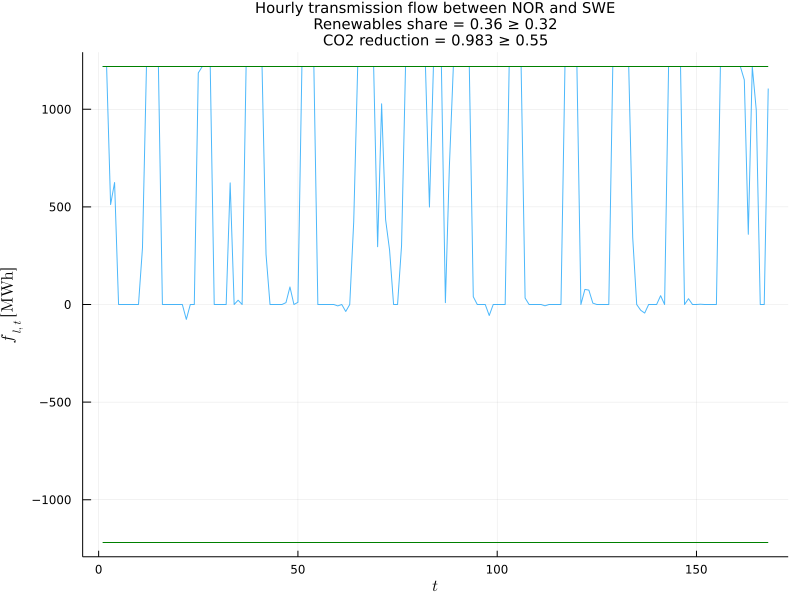 Hourly transmission flow between NOR and SWE
Renewables share = 0.36 ≥ 0.32
CO2 reduction = 0.983 ≥ 0.55
1000
500
0
−500
−1000
f_{l,t} [MWh]
0 50 100 150
t